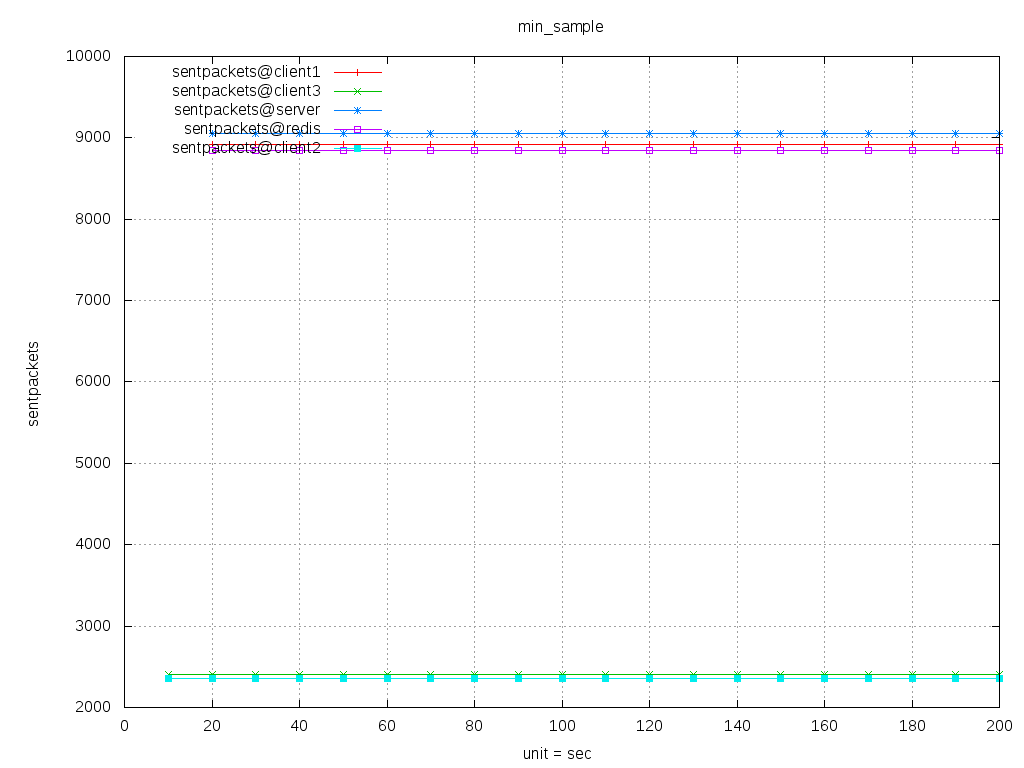 min_sample
10000
9000
8000
7000
6000
5000
4000
3000
2000
sentpackets@client1
sentpackets@client3
sentpackets@server
sentpackets@redis
sentpackets@client2
sentpackets
0 20 40 60 80 100 120 140 160 180 200
unit = sec